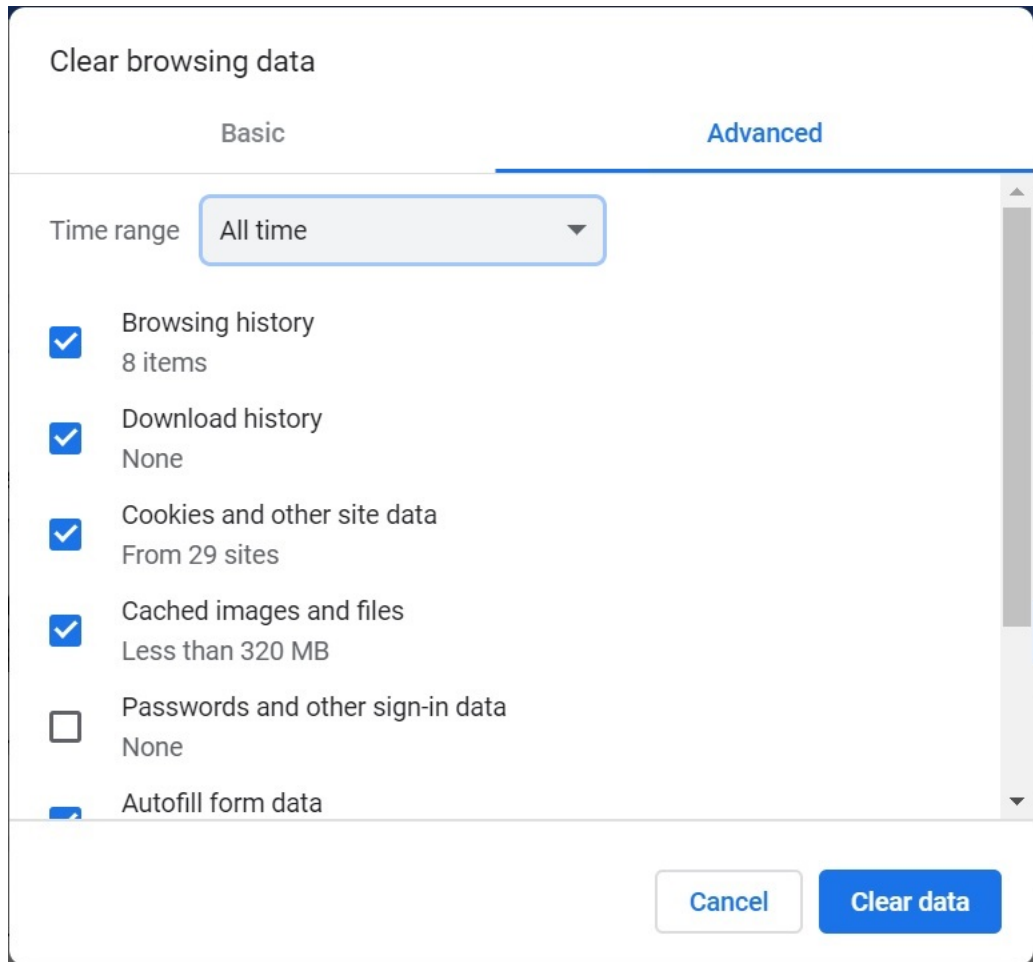 Clear browsing data
Basic
Advanced
Time range
All time
Browsing history
8 items
Download history
None
Cookies and other site data
From 29 sites
Cached images and files
Less than 320 MB
Passwords and other sign-in data
None
Autofill form data
Cancel
Clear data